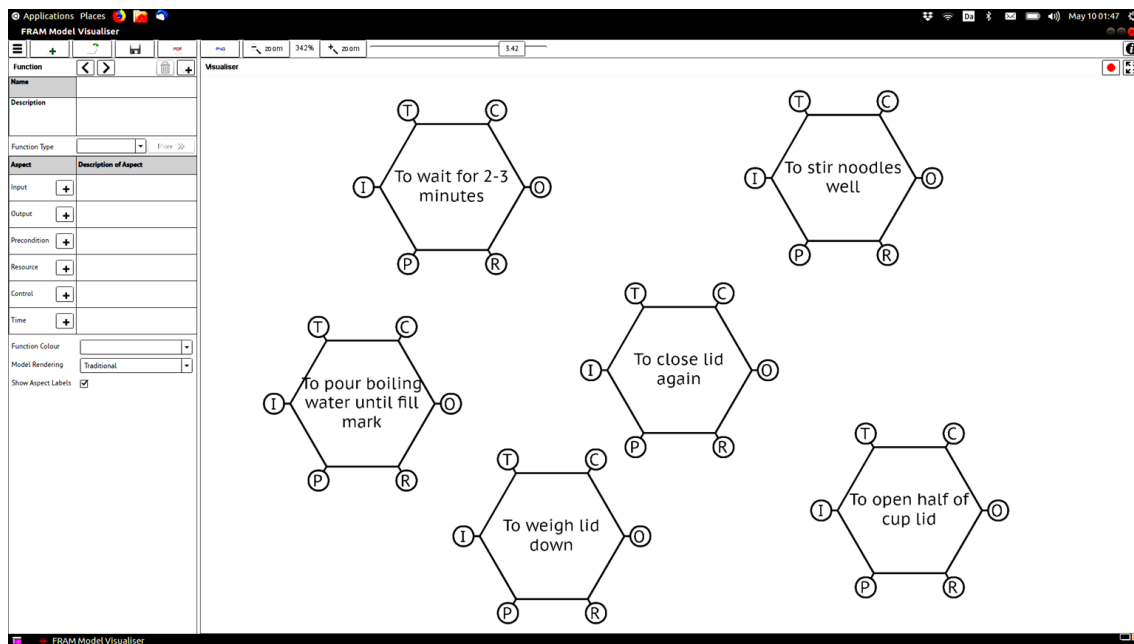 Applications Places Da May 10 01:47
FRAM Model Visualiser
PDF PNG zoom 342% zoom 3.42
Function Visualiser
Name
Description
Function Type More
Aspect Description of Aspect
Input
Output
Precondition
Resource
Control
Time
Function Colour
Model Rendering Traditional
Show Aspect Labels
T C
To wait for 2-3
minutes
I O
P R
T C
To stir noodles
well
I O
P R
T C
To close lid
again
I O
P R
T C
To pour boiling
water until fill
mark
I O
P R
T C
To weigh lid
down
I O
P R
T C
To open half of
cup lid
I O
P R
FRAM Model Visualiser